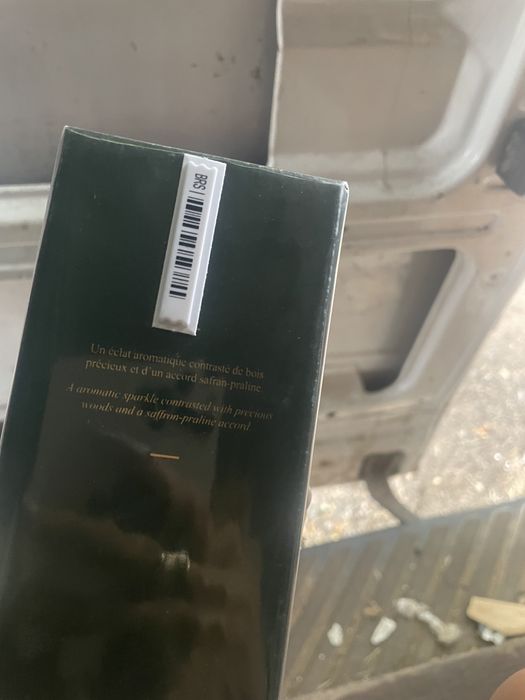 BRS |
Un éclat aromatique contrasté de bois
précieux et d'un accord safran-praline.
A aromatic sparkle contrasted with precious
woods and a saffron-praline accord.